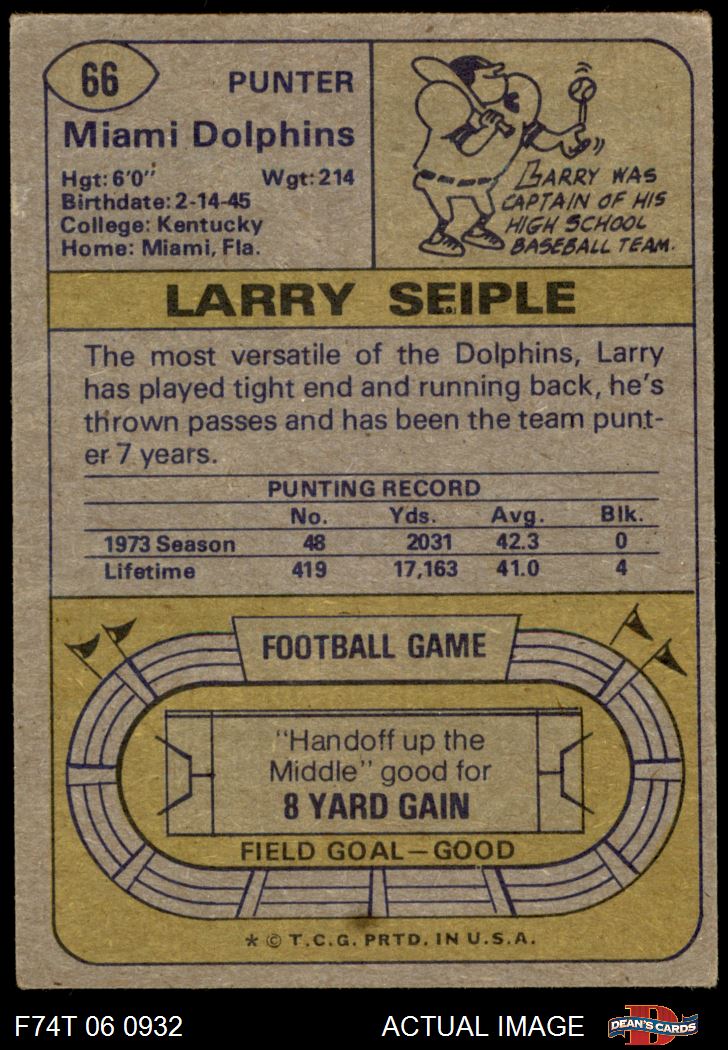 66
PUNTER
Miami Dolphins
Hgt: 6'0" Wgt: 214
Birthdate: 2-14-45
College: Kentucky
Home: Miami, Fla.
LARRY WAS
CAPTAIN OF HIS
HIGH SCHOOL
BASEBALL TEAM.
LARRY SEIPLE
The most versatile of the Dolphins, Larry
has played tight end and running back, he's
thrown passes and has been the team punt-
er 7 years.
PUNTING RECORD
No. Yds. Avg. Blk.
1973 Season 48 2031 42.3 0
Lifetime 419 17,163 41.0 4
FOOTBALL GAME
"Handoff up the
Middle" good for
8 YARD GAIN
FIELD GOAL—GOOD
* © T.C.G. PRTD. IN U.S.A.
F74T 06 0932 ACTUAL IMAGE D DEAN'S CARDS